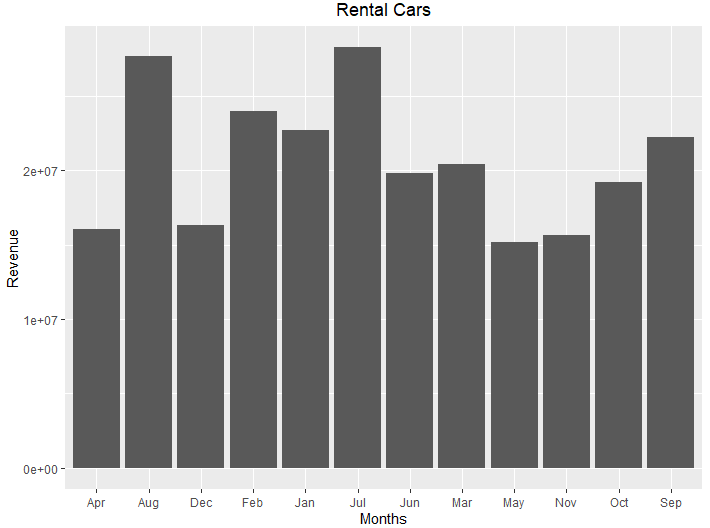 Rental Cars
Revenue
2e+07
1e+07
0e+00
Apr Aug Dec Feb Jan Jul Jun Mar May Nov Oct Sep
Months